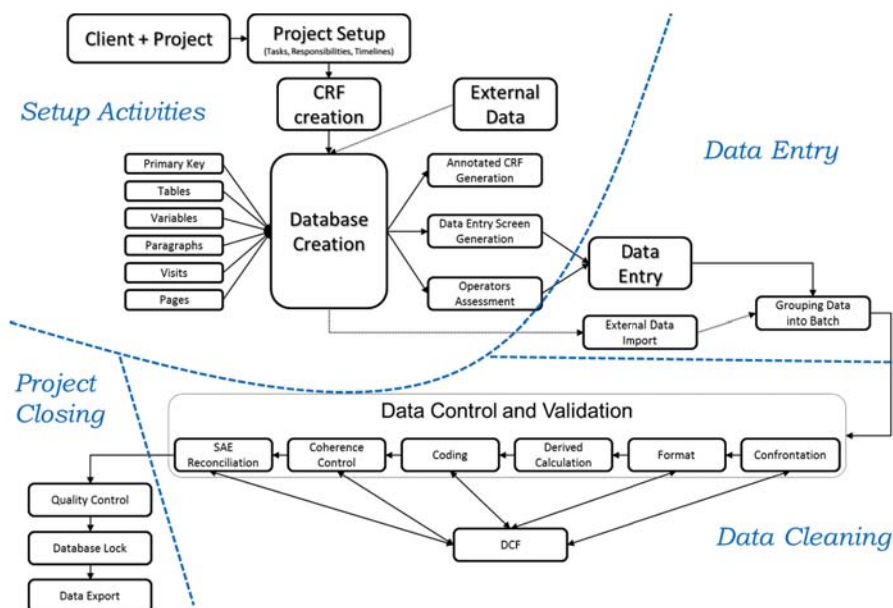 Client + Project
Project Setup
(Tasks, Responsibilities, Timelines)
Setup Activities
CRF
creation
External
Data
Data Entry
Primary Key
Tables
Variables
Paragraphs
Visits
Pages
Database
Creation
Annotated CRF
Generation
Data Entry Screen
Generation
Operators
Assessment
Data
Entry
External Data
Import
Grouping Data
into Batch
Project
Closing
Data Control and Validation
SAE
Reconciliation
Coherence
Control
Coding
Derived
Calculation
Format
Confrontation
Quality Control
Database Lock
Data Export
DCF
Data Cleaning